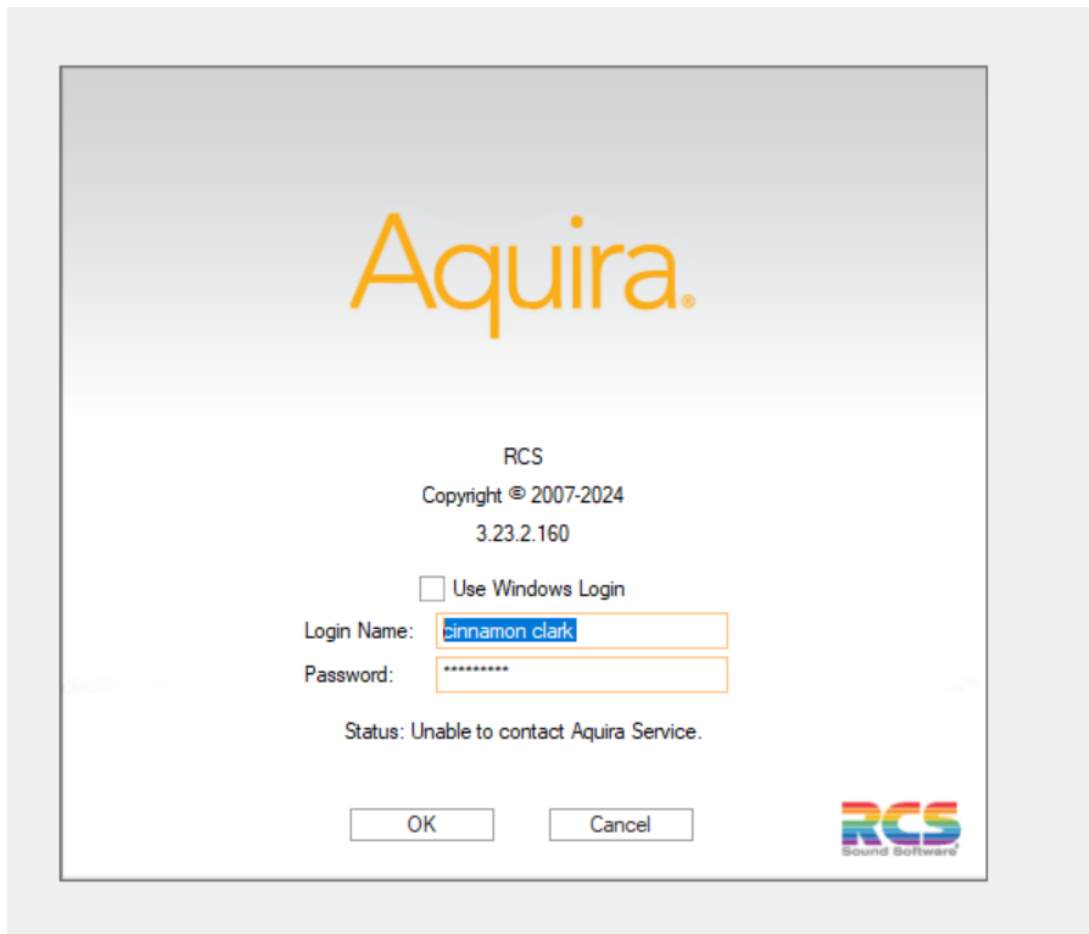 Aquira.®
RCS
Copyright © 2007-2024
3.23.2.160
Use Windows Login
Login Name: cinnamon clark
Password: *********
Status: Unable to contact Aquira Service.
OK Cancel
RCS
Sound Software